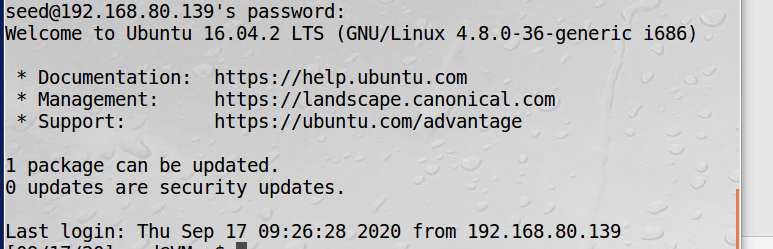 seed@192.168.80.139's password:
Welcome to Ubuntu 16.04.2 LTS (GNU/Linux 4.8.0-36-generic i686)
* Documentation: https://help.ubuntu.com
* Management: https://landscape.canonical.com
* Support: https://ubuntu.com/advantage
1 package can be updated.
0 updates are security updates.
Last login: Thu Sep 17 09:26:28 2020 from 192.168.80.139